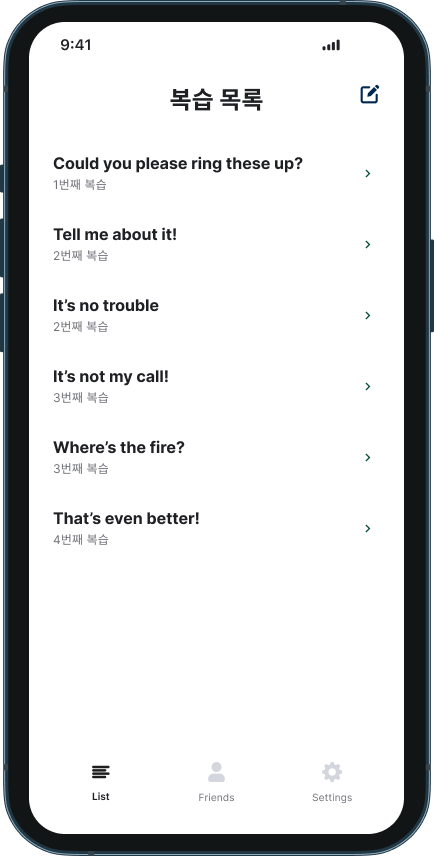 9:41
복습 목록
Could you please ring these up?
1번째 복습
Tell me about it!
2번째 복습
It’s no trouble
2번째 복습
It’s not my call!
3번째 복습
Where’s the fire?
3번째 복습
That’s even better!
4번째 복습
List
Friends
Settings